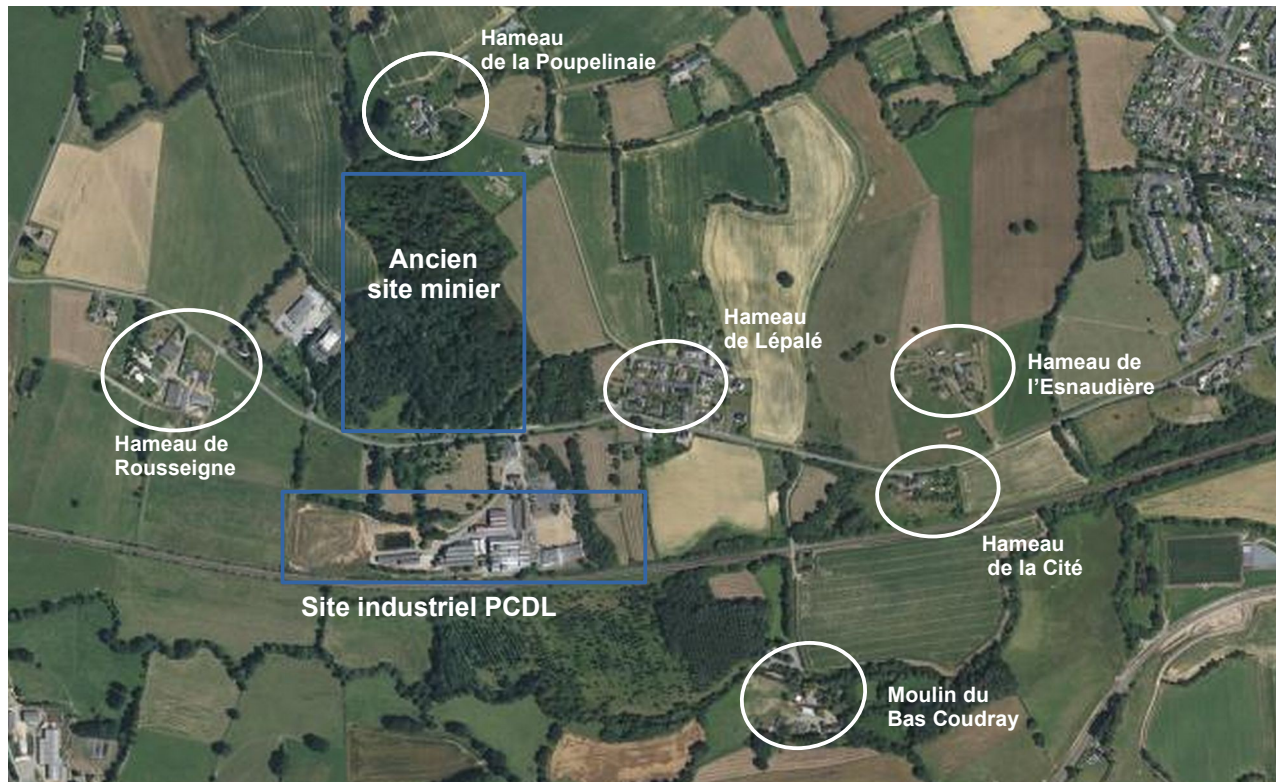 Hameau
de la Poupelinaie
Ancien
site minier
Hameau
de Lépalé
Hameau de
l'Esnaudière
Hameau de
Rousseigne
Hameau
de la Cité
Site industriel PCDL
Moulin du
Bas Coudray